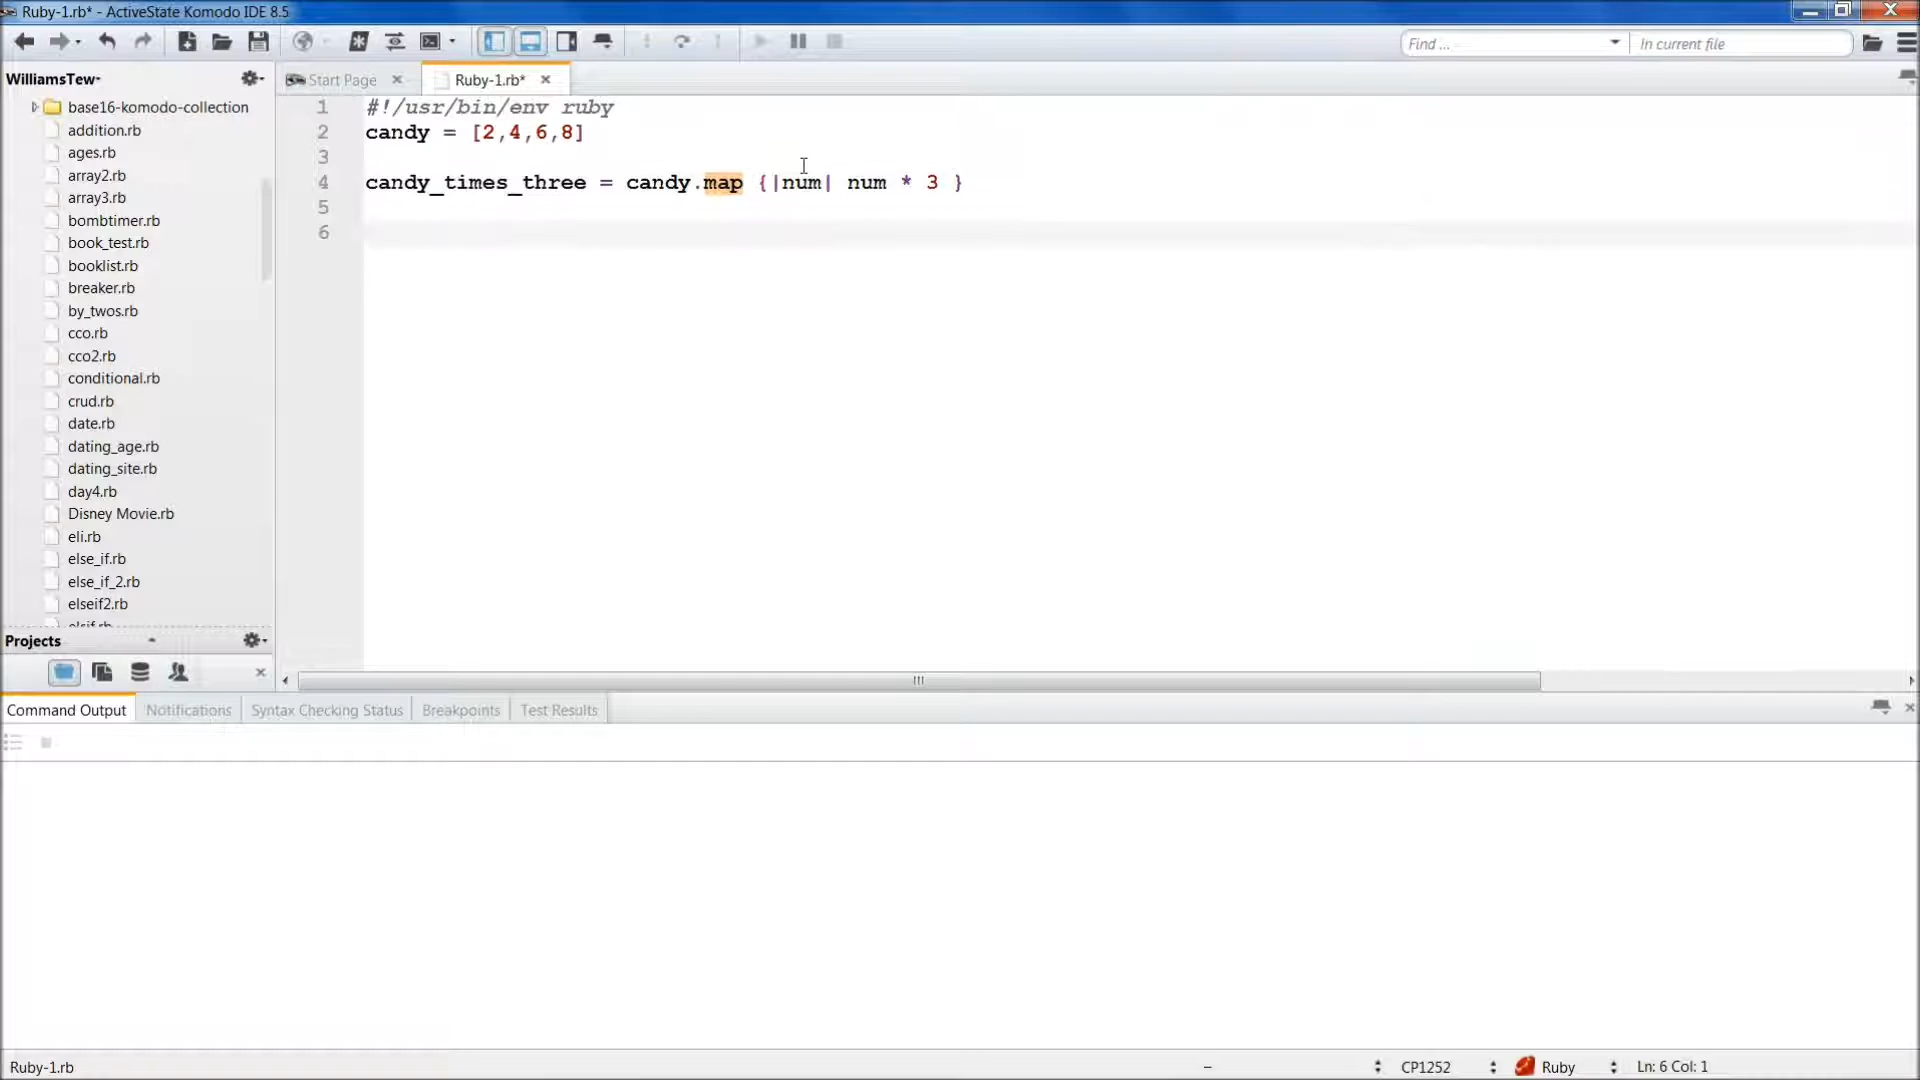 Ruby-1.rb* - ActiveState Komodo IDE 8.5
Find ...
In current file
WilliamsTew
Start Page
Ruby-1.rb*
base16-komodo-collection
addition.rb
ages.rb
array2.rb
array3.rb
bombtimer.rb
book_test.rb
booklist.rb
breaker.rb
by_twos.rb
cco.rb
cco2.rb
conditional.rb
crud.rb
date.rb
dating_age.rb
dating_site.rb
day4.rb
Disney Movie.rb
eli.rb
else_if.rb
else_if_2.rb
elseif2.rb
elsif.rb
Projects
1 #!/usr/bin/env ruby
2 candy = [2,4,6,8]
3
4 candy_times_three = candy.map {|num| num * 3 }
5
6
Command Output
Notifications
Syntax Checking Status
Breakpoints
Test Results
Ruby-1.rb
CP1252
Ruby
Ln: 6 Col: 1